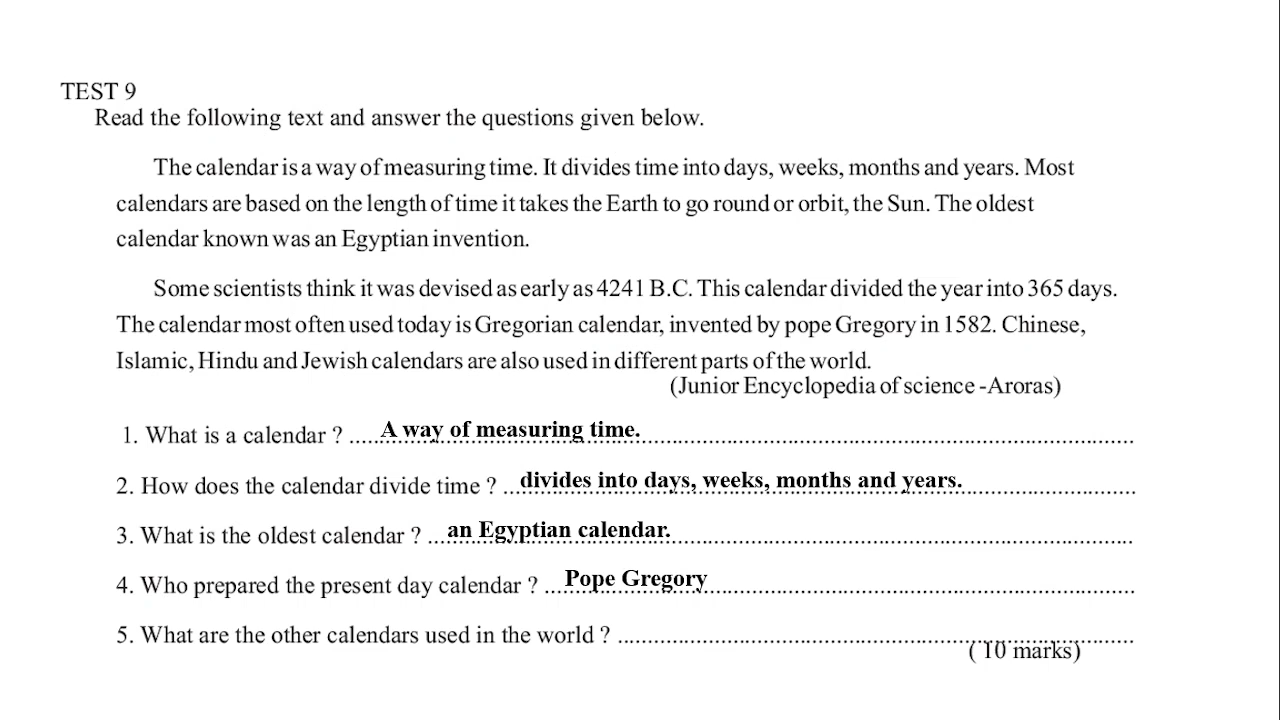 TEST 9
Read the following text and answer the questions given below.
The calendar is a way of measuring time. It divides time into days, weeks, months and years. Most
calendars are based on the length of time it takes the Earth to go round or orbit, the Sun. The oldest
calendar known was an Egyptian invention.
Some scientists think it was devised as early as 4241 B.C. This calendar divided the year into 365 days.
The calendar most often used today is Gregorian calendar, invented by pope Gregory in 1582. Chinese,
Islamic, Hindu and Jewish calendars are also used in different parts of the world.
(Junior Encyclopedia of science -Aroras)
1. What is a calendar ? ..... A way of measuring time. .....
2. How does the calendar divide time ? ... divides into days, weeks, months and years. .....
3. What is the oldest calendar ? ... an Egyptian calendar. .....
4. Who prepared the present day calendar ? ... Pope Gregory .....
5. What are the other calendars used in the world ? .....
( 10 marks)